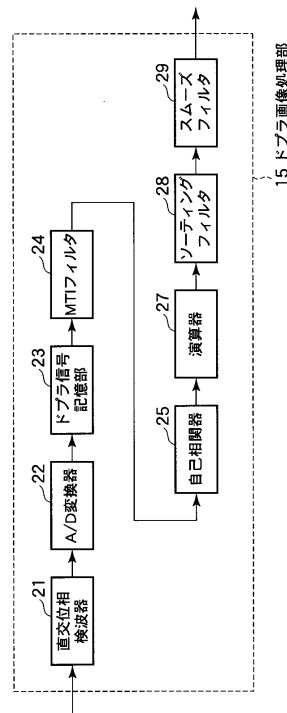 21
直交位相
検波器
22
A/D変換器
23
ドプラ信号
記憶部
24
MTIフィルタ
25
自己相関器
27
演算器
28
ソーティング
フィルタ
29
スムーズ
フィルタ
15 ドプラ画像処理部